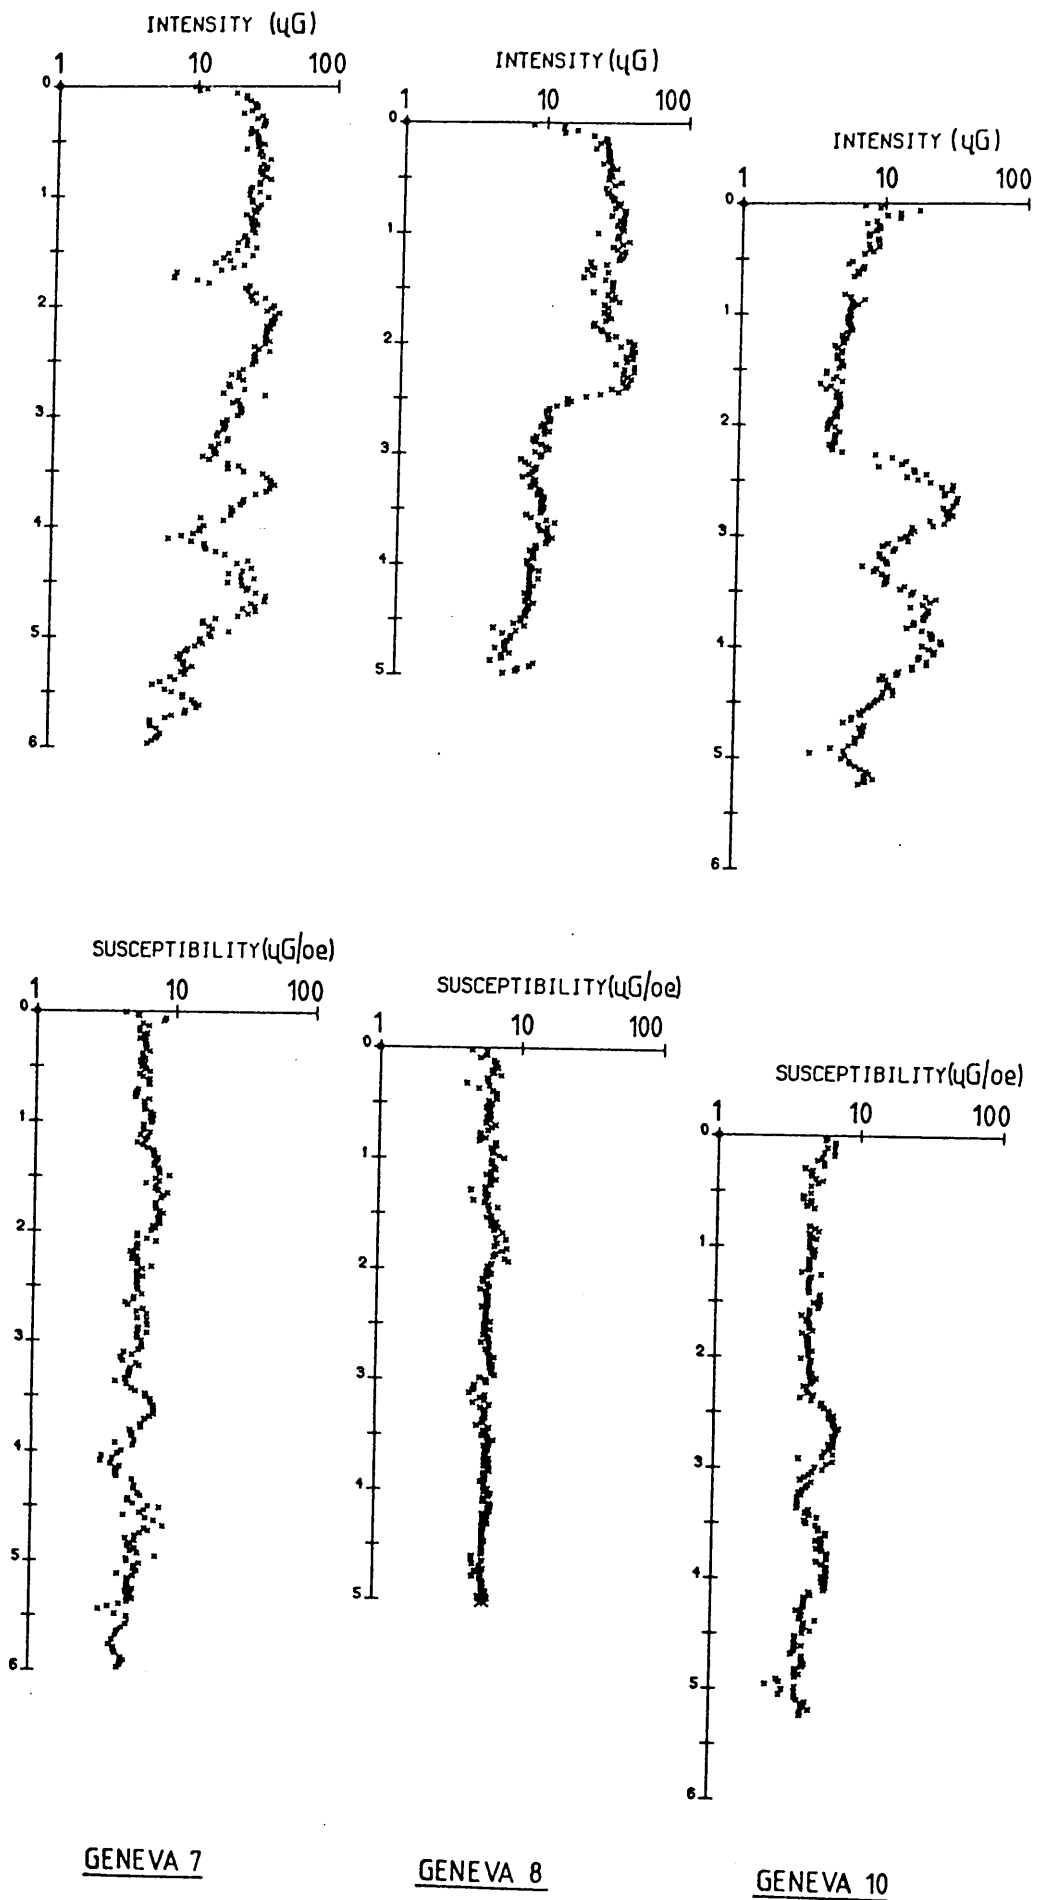 INTENSITY (μG)
1 10 100
0
1
2
3
4
5
6
INTENSITY (μG)
1 10 100
0
1
2
3
4
5
INTENSITY (μG)
1 10 100
0
1
2
3
4
5
6
SUSCEPTIBILITY (μG/oe)
1 10 100
0
1
2
3
4
5
6
SUSCEPTIBILITY (μG/oe)
1 10 100
0
1
2
3
4
5
SUSCEPTIBILITY (μG/oe)
1 10 100
0
1
2
3
4
5
6
GENEVA 7
GENEVA 8
GENEVA 10